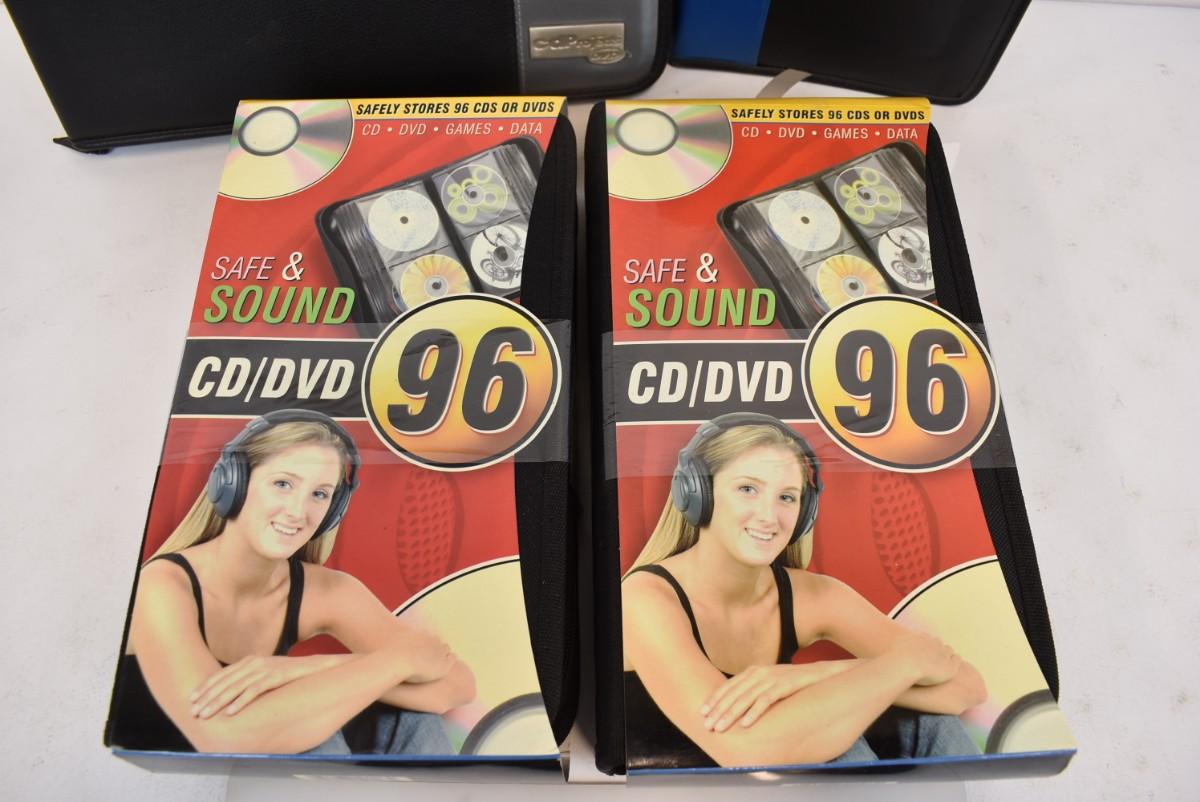 CdProjects
SAFELY STORES 96 CDS OR DVDS
CD • DVD • GAMES • DATA
SAFE &
SOUND
CD/DVD 96
SAFELY STORES 96 CDS OR DVDS
CD • DVD • GAMES • DATA
SAFE &
SOUND
CD/DVD 96